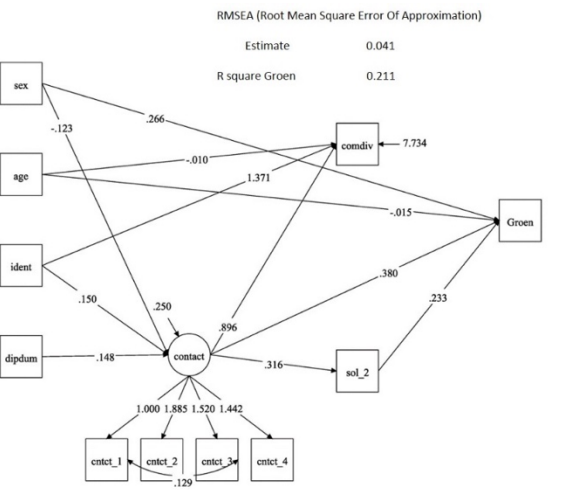 RMSEA (Root Mean Square Error Of Approximation)
Estimate 0.041
R square Groen 0.211
sex
.266
-.123
comdiv
7.734
-.010
age
1.371
-.015
Groen
ident
.380
.150
.250
.233
.896
dipdum
.148
contact
.316
sol_2
1.000 1.885 1.520 1.442
cntct_1 cntct_2 cntct_3 cntct_4
.129